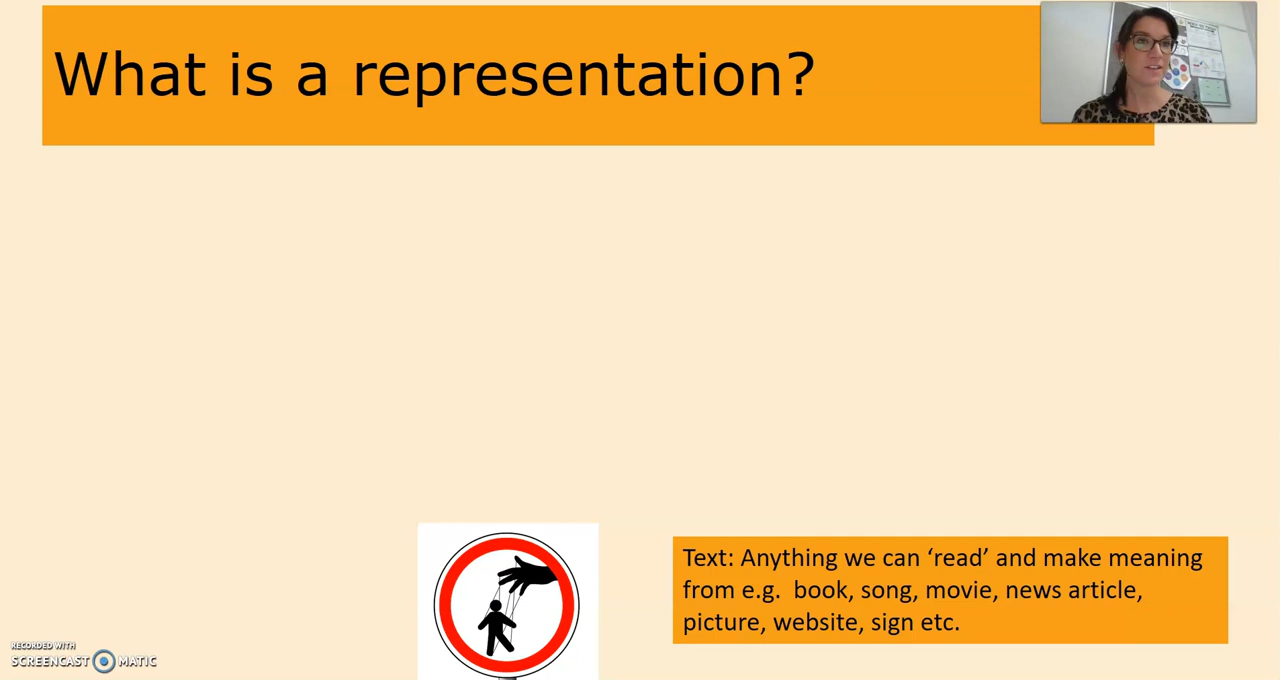 What is a representation?
Text: Anything we can ‘read’ and make meaning
from e.g. book, song, movie, news article,
picture, website, sign etc.
RECORDED WITH
SCREENCAST MATIC